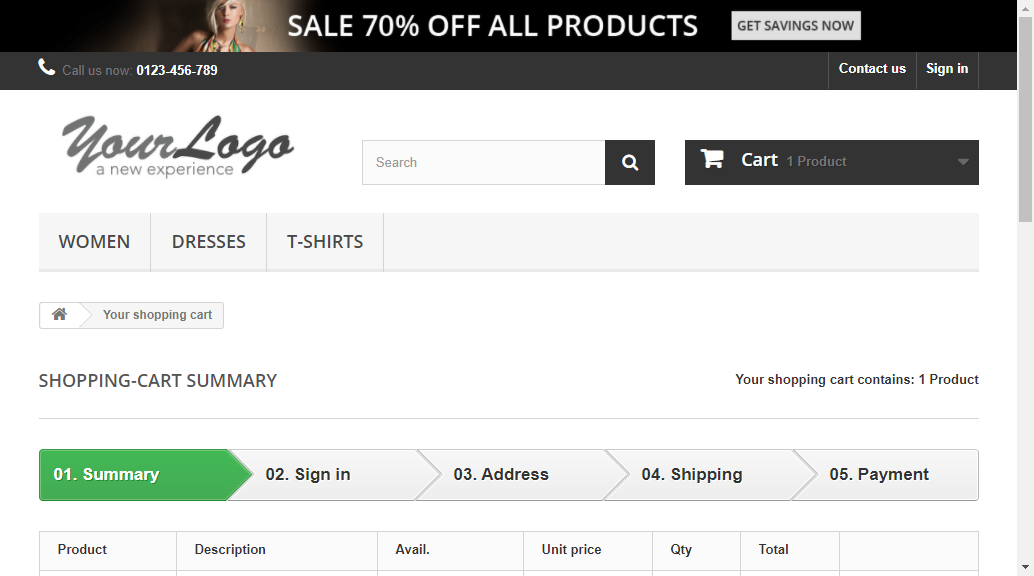 SALE 70% OFF ALL PRODUCTS GET SAVINGS NOW
Call us now: 0123-456-789 Contact us Sign in
YourLogo
a new experience
Search Cart 1 Product
WOMEN DRESSES T-SHIRTS
Your shopping cart
SHOPPING-CART SUMMARY Your shopping cart contains: 1 Product
01. Summary 02. Sign in 03. Address 04. Shipping 05. Payment
Product Description Avail. Unit price Qty Total